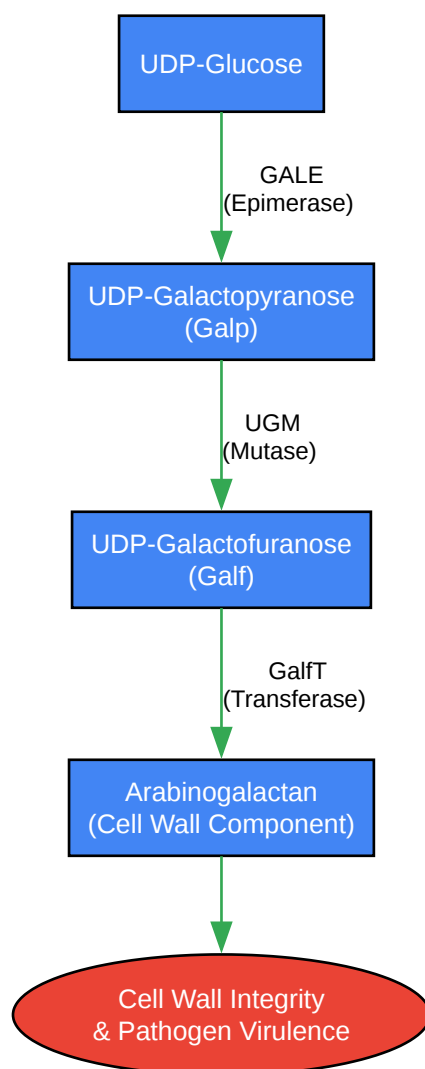 UDP-Glucose
GALE
(Epimerase)
UDP-Galactopyranose
(Galp)
UGM
(Mutase)
UDP-Galactofuranose
(Galf)
GalfT
(Transferase)
Arabinogalactan
(Cell Wall Component)
Cell Wall Integrity
& Pathogen Virulence